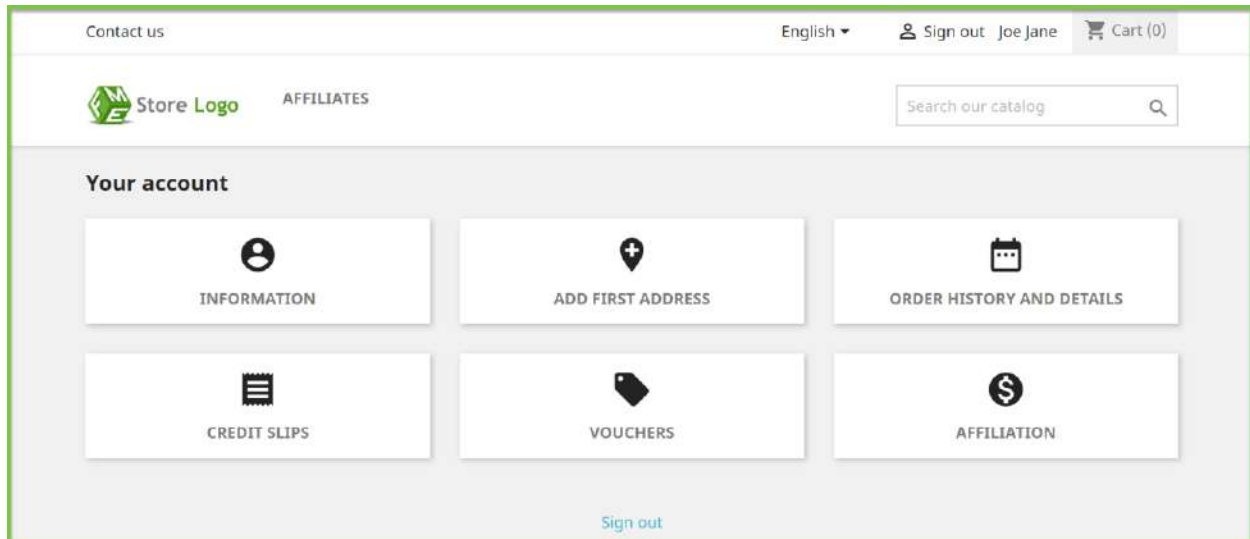 Contact us English Sign out Joe Jane Cart (0)
FME Store Logo AFFILIATES Search our catalog
Your account
INFORMATION ADD FIRST ADDRESS ORDER HISTORY AND DETAILS
CREDIT SLIPS VOUCHERS AFFILIATION
Sign out